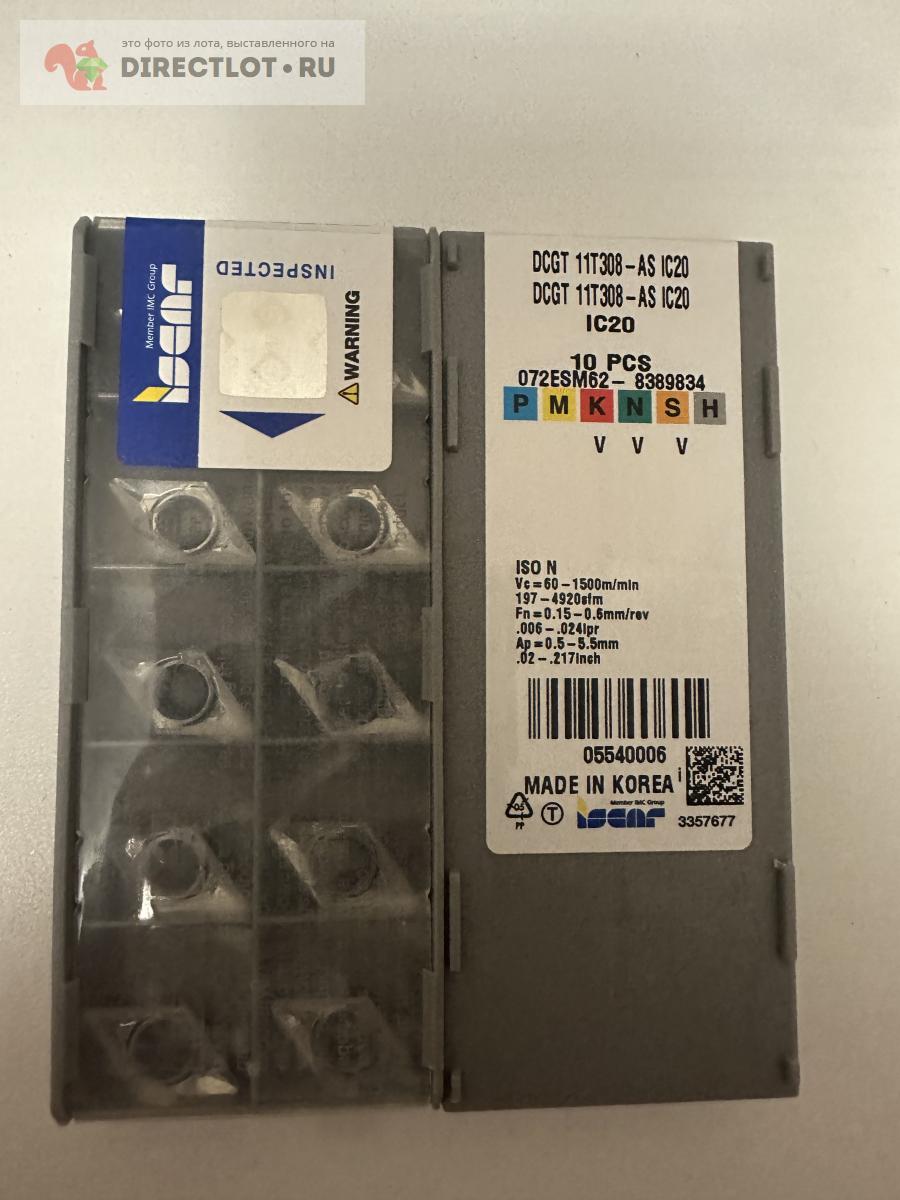 это фото из лота, выставленного на
DIRECTLOT.RU
Member IMC Group
iscar
INSPECTED
WARNING
DCGT 11T308-AS IC20
DCGT 11T308-AS IC20
IC20
10 PCS
072ESM62- 8389834
P M K N S H
V V V
ISO N
Vc=60-1500m/min
197-4920sfm
Fn=0.15-0.6mm/rev
.006-.024ipr
Ap=0.5-5.5mm
.02-.217inch
05540006
MADE IN KOREA
05
PP
T
Member IMC Group
iscar
3357677